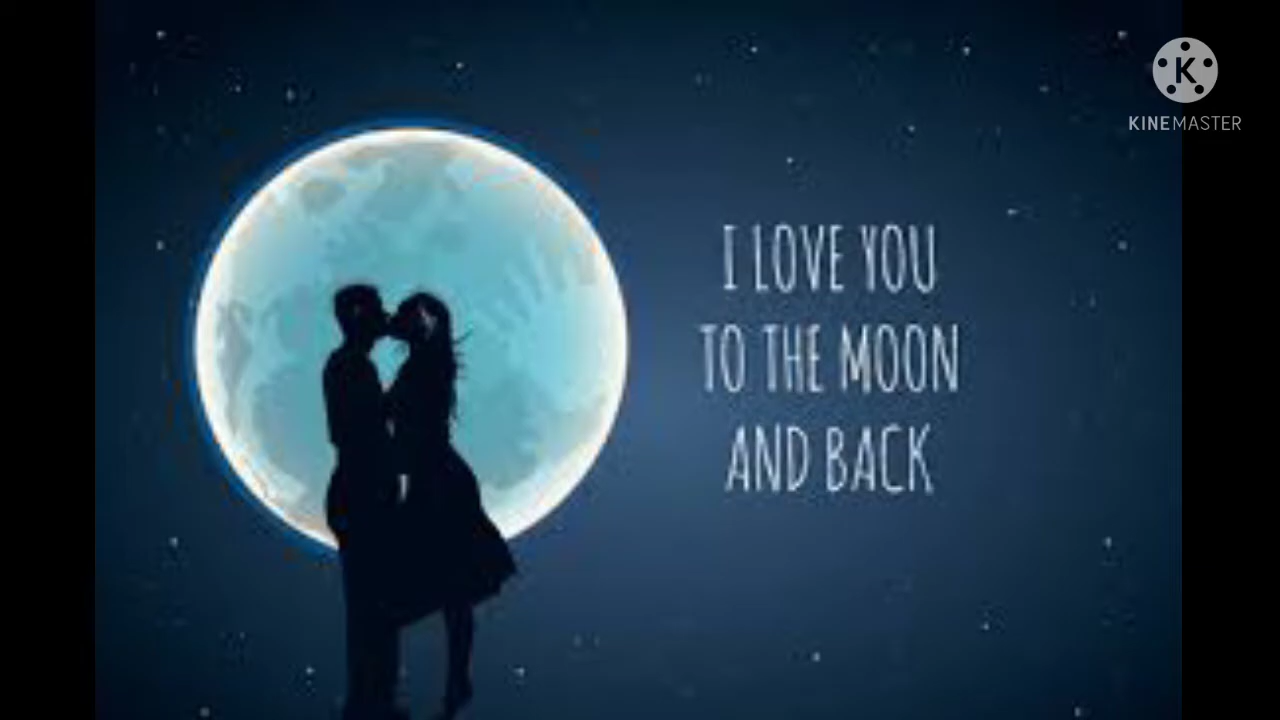 K
KINEMASTER
I LOVE YOU
TO THE MOON
AND BACK